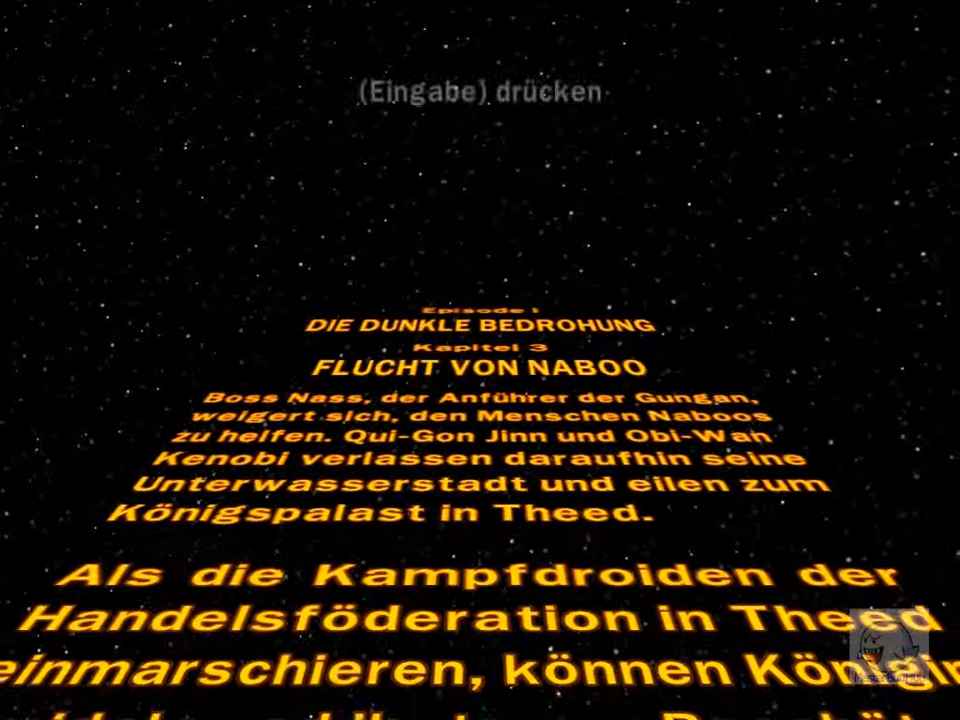 (Eingabe) drücken
Episode I
DIE DUNKLE BEDROHUNG
Kapitel 3
FLUCHT VON NABOO
Boss Nass, der Anführer der Gungan,
weigert sich, den Menschen Naboos
zu helfen. Qui-Gon Jinn und Obi-Wan
Kenobi verlassen daraufhin seine
Unterwasserstadt und eilen zum
Königspalast in Theed.
Als die Kampfdroiden der
Handelsföderation in Theed
einmarschieren, können Königin